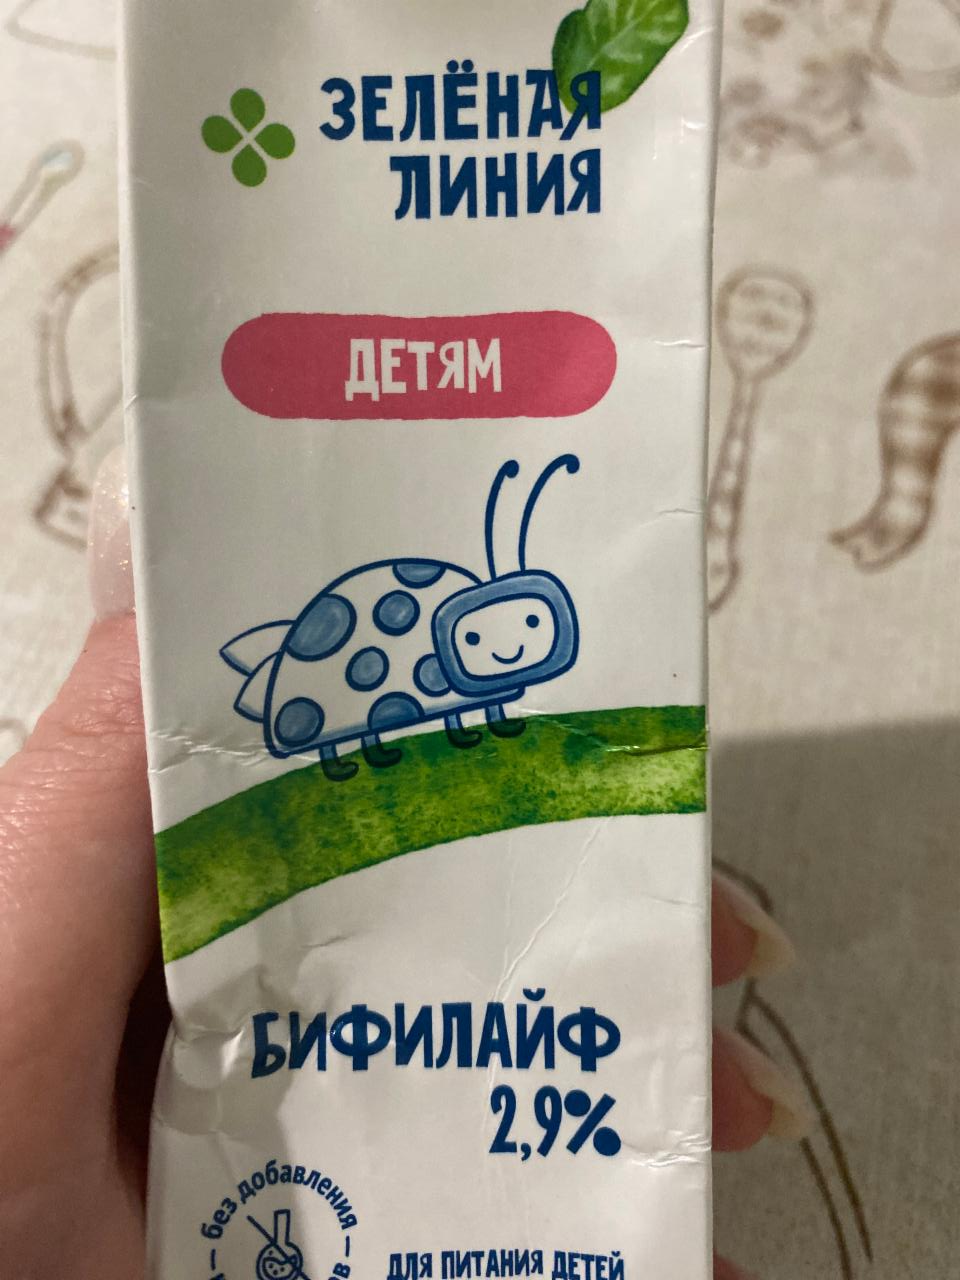 ЗЕЛЁНАЯ
ЛИНИЯ
ДЕТЯМ
БИФИЛАЙФ
2,9%
без добавления
ДЛЯ ПИТАНИЯ ДЕТЕЙ